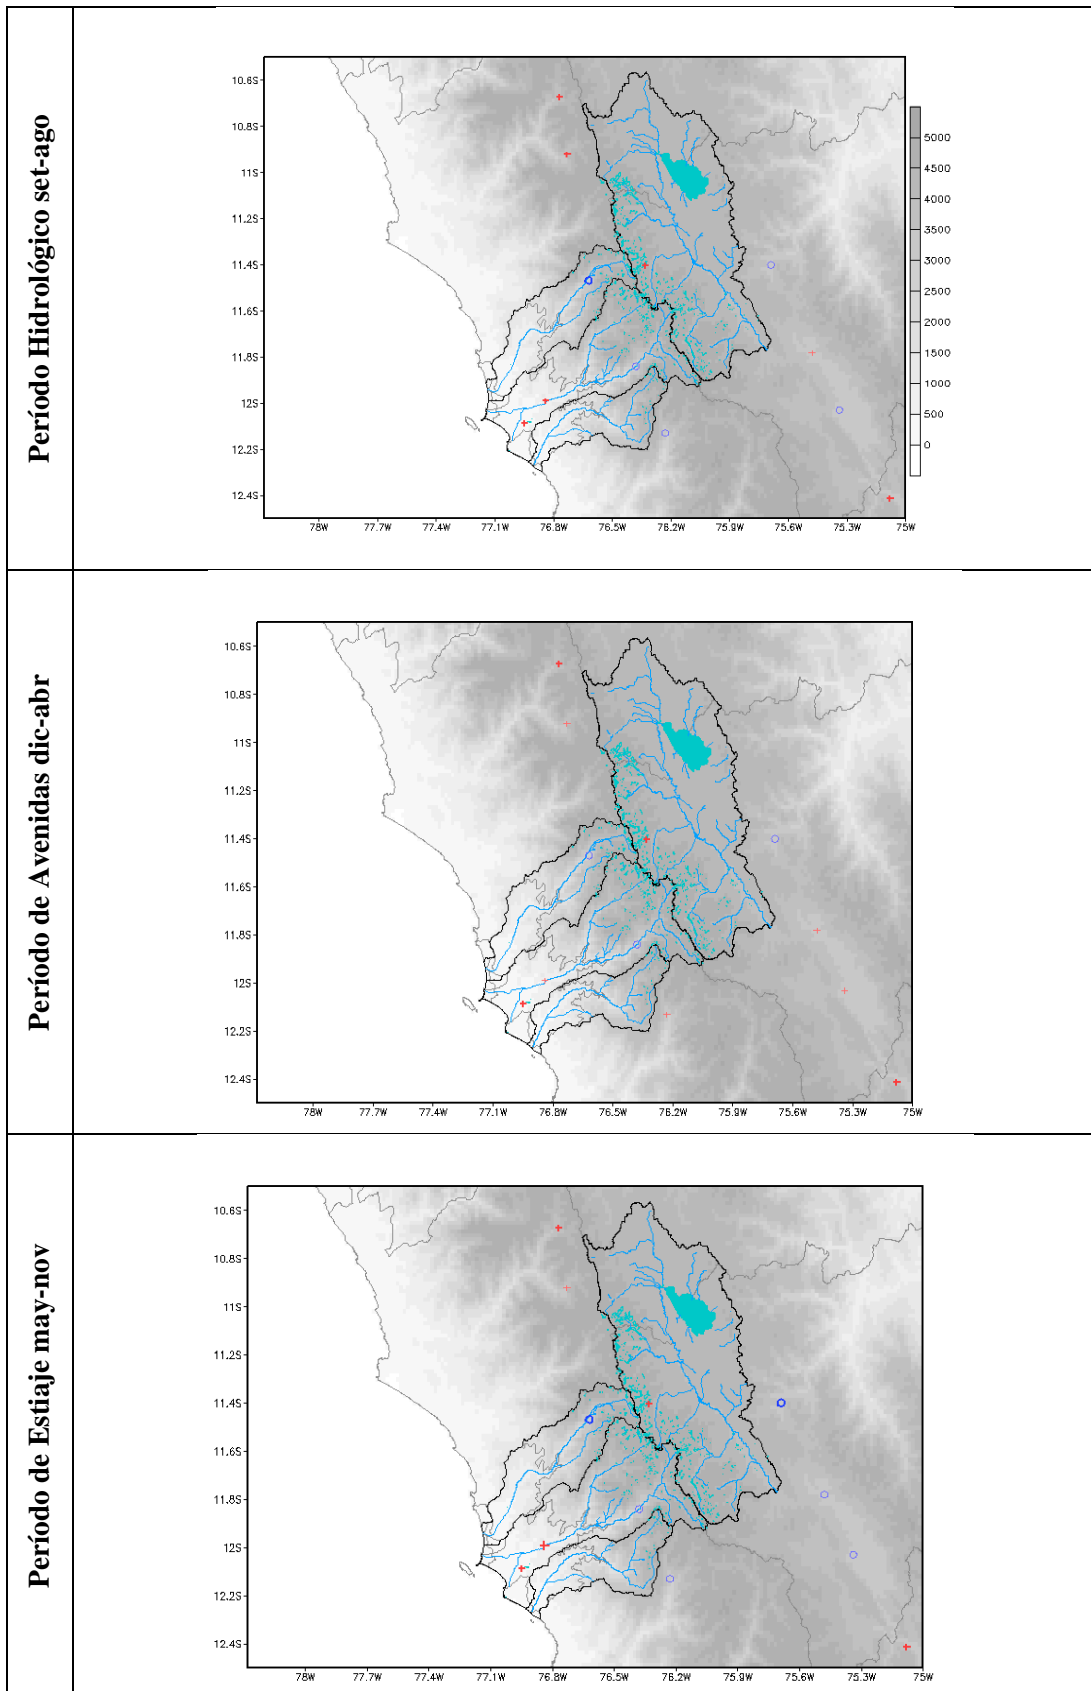 Período Hidrológico set-ago
10.6S
10.8S
11S
11.2S
11.4S
11.6S
11.8S
12S
12.2S
12.4S
78W 77.7W 77.4W 77.1W 76.8W 76.5W 76.2W 75.9W 75.6W 75.3W 75W
5000
4500
4000
3500
3000
2500
2000
1500
1000
500
0
Período de Avenidas dic-abr
10.6S
10.8S
11S
11.2S
11.4S
11.6S
11.8S
12S
12.2S
12.4S
78W 77.7W 77.4W 77.1W 76.8W 76.5W 76.2W 75.9W 75.6W 75.3W 75W
Período de Estiaje may-nov
10.6S
10.8S
11S
11.2S
11.4S
11.6S
11.8S
12S
12.2S
12.4S
78W 77.7W 77.4W 77.1W 76.8W 76.5W 76.2W 75.9W 75.6W 75.3W 75W